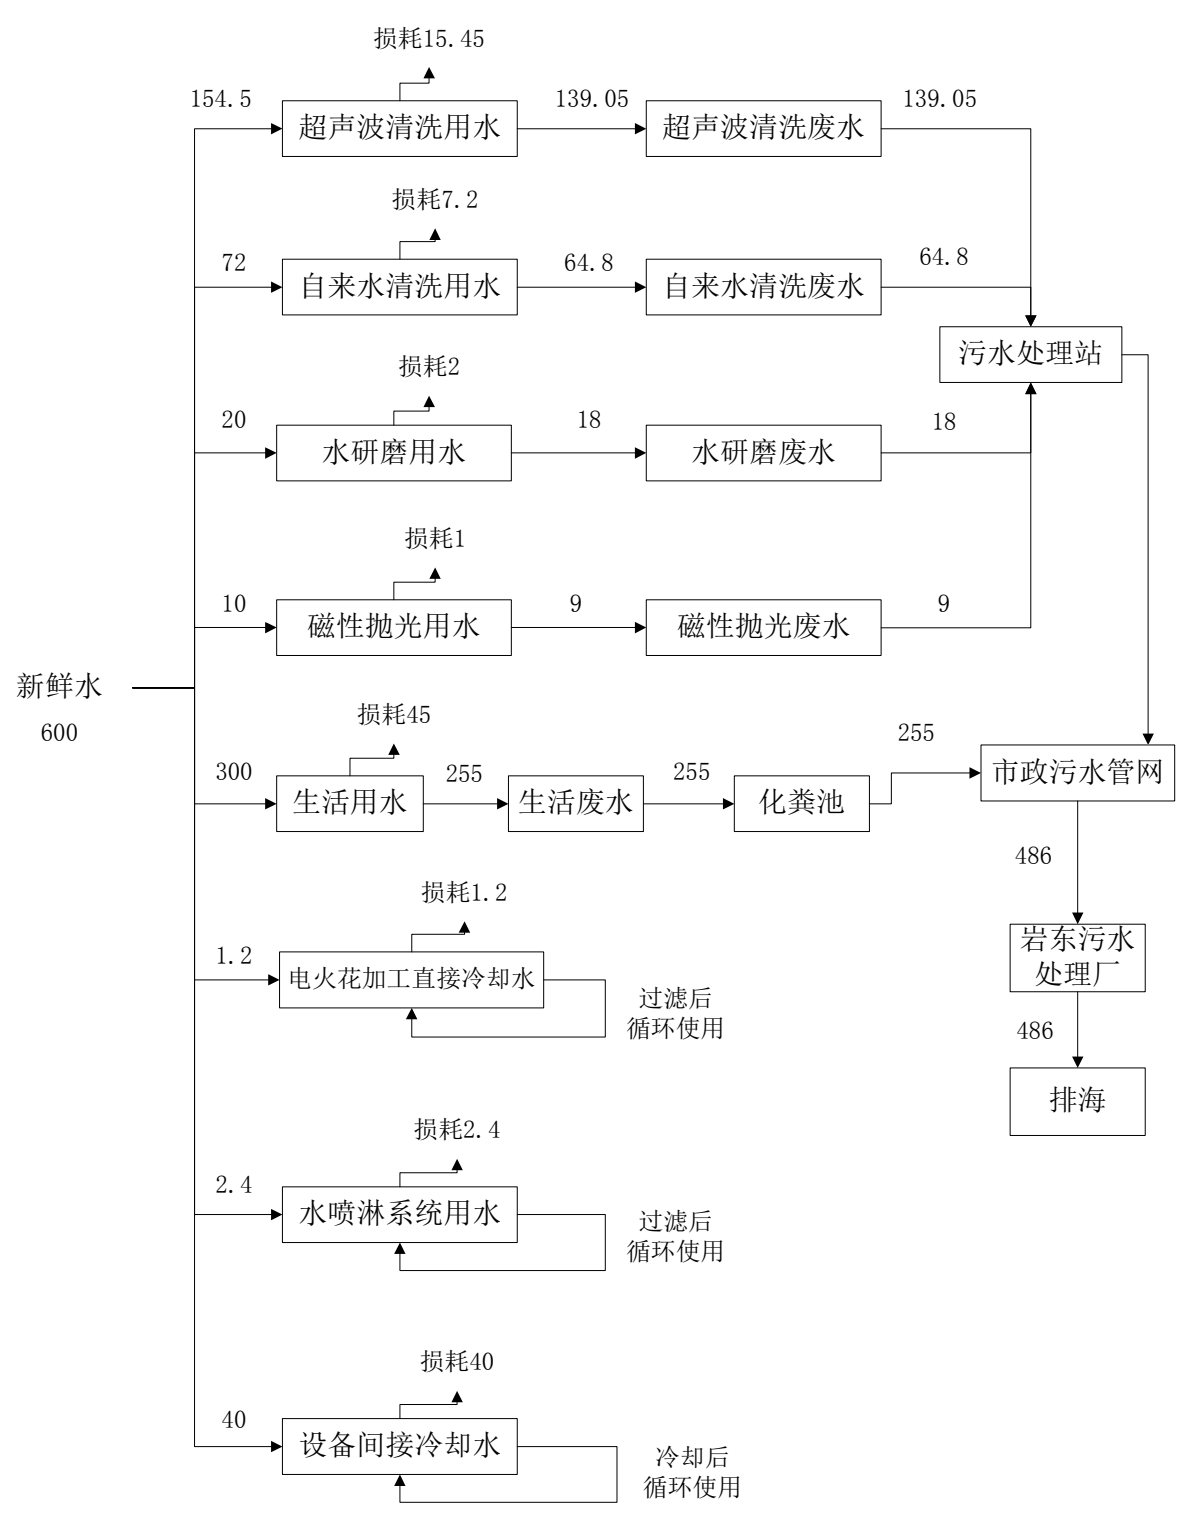 损耗15.45
154.5
超声波清洗用水
139.05
超声波清洗废水
139.05
损耗7.2
72
自来水清洗用水
64.8
自来水清洗废水
64.8
污水处理站
损耗2
20
水研磨用水
18
水研磨废水
18
损耗1
10
磁性抛光用水
9
磁性抛光废水
9
新鲜水
600
损耗45
300
生活用水
255
生活废水
255
化粪池
255
市政污水管网
486
岩东污水
处理厂
486
排海
损耗1.2
1.2
电火花加工直接冷却水
过滤后
循环使用
损耗2.4
2.4
水喷淋系统用水
过滤后
循环使用
损耗40
40
设备间接冷却水
冷却后
循环使用